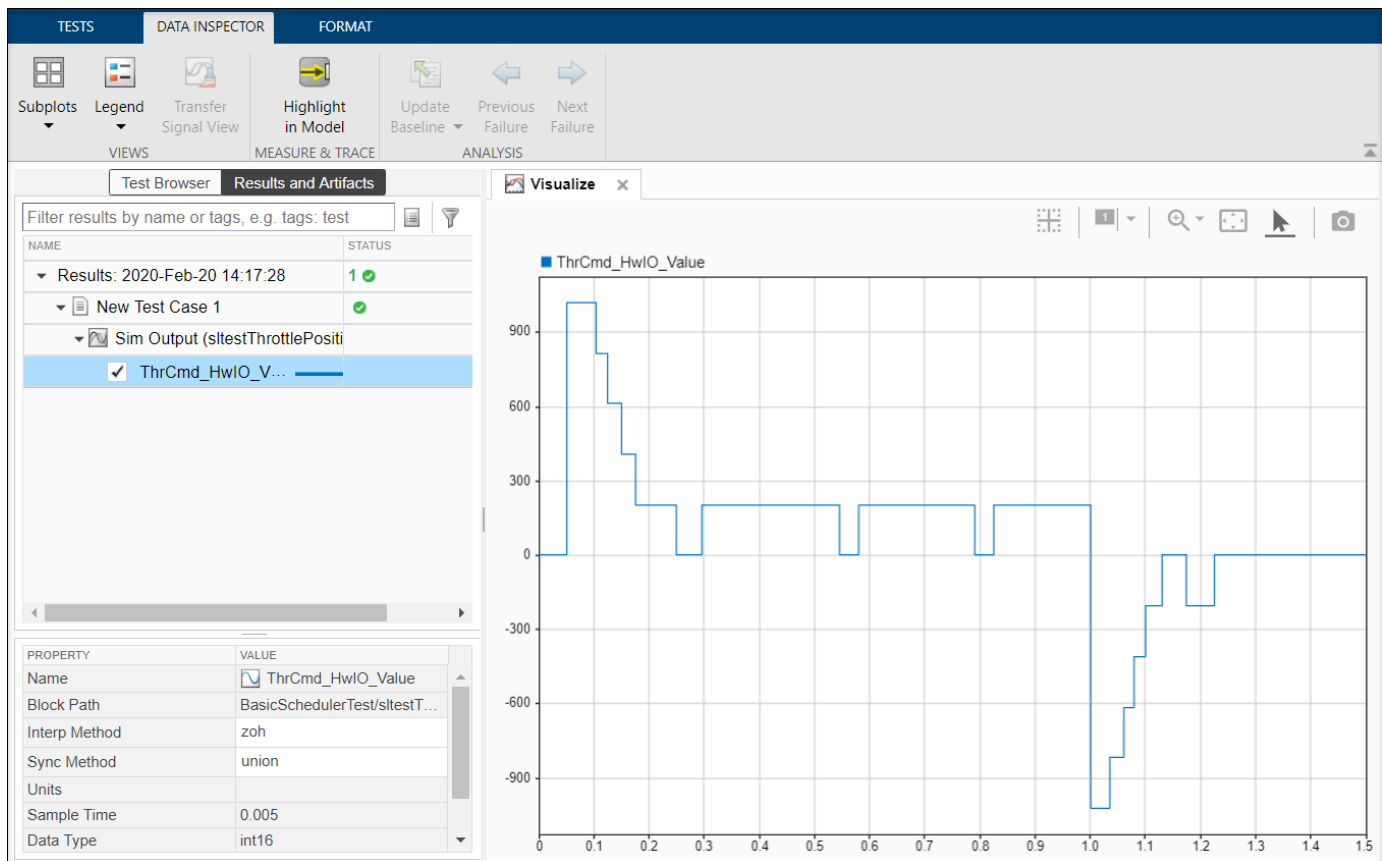 TESTS DATA INSPECTOR FORMAT
Subplots Legend Transfer Signal View Highlight in Model Update Baseline Previous Failure Next Failure
VIEWS MEASURE & TRACE ANALYSIS
Test Browser Results and Artifacts
Filter results by name or tags, e.g. tags: test
NAME STATUS
Results: 2020-Feb-20 14:17:28 1
New Test Case 1
Sim Output (sltestThrottlePositi
ThrCmd_HwIO_V...
PROPERTY VALUE
Name ThrCmd_HwIO_Value
Block Path BasicSchedulerTest/sltestT...
Interp Method zoh
Sync Method union
Units
Sample Time 0.005
Data Type int16
Visualize
1
ThrCmd_HwIO_Value
900
600
300
0
-300
-600
-900
0 0.1 0.2 0.3 0.4 0.5 0.6 0.7 0.8 0.9 1.0 1.1 1.2 1.3 1.4 1.5